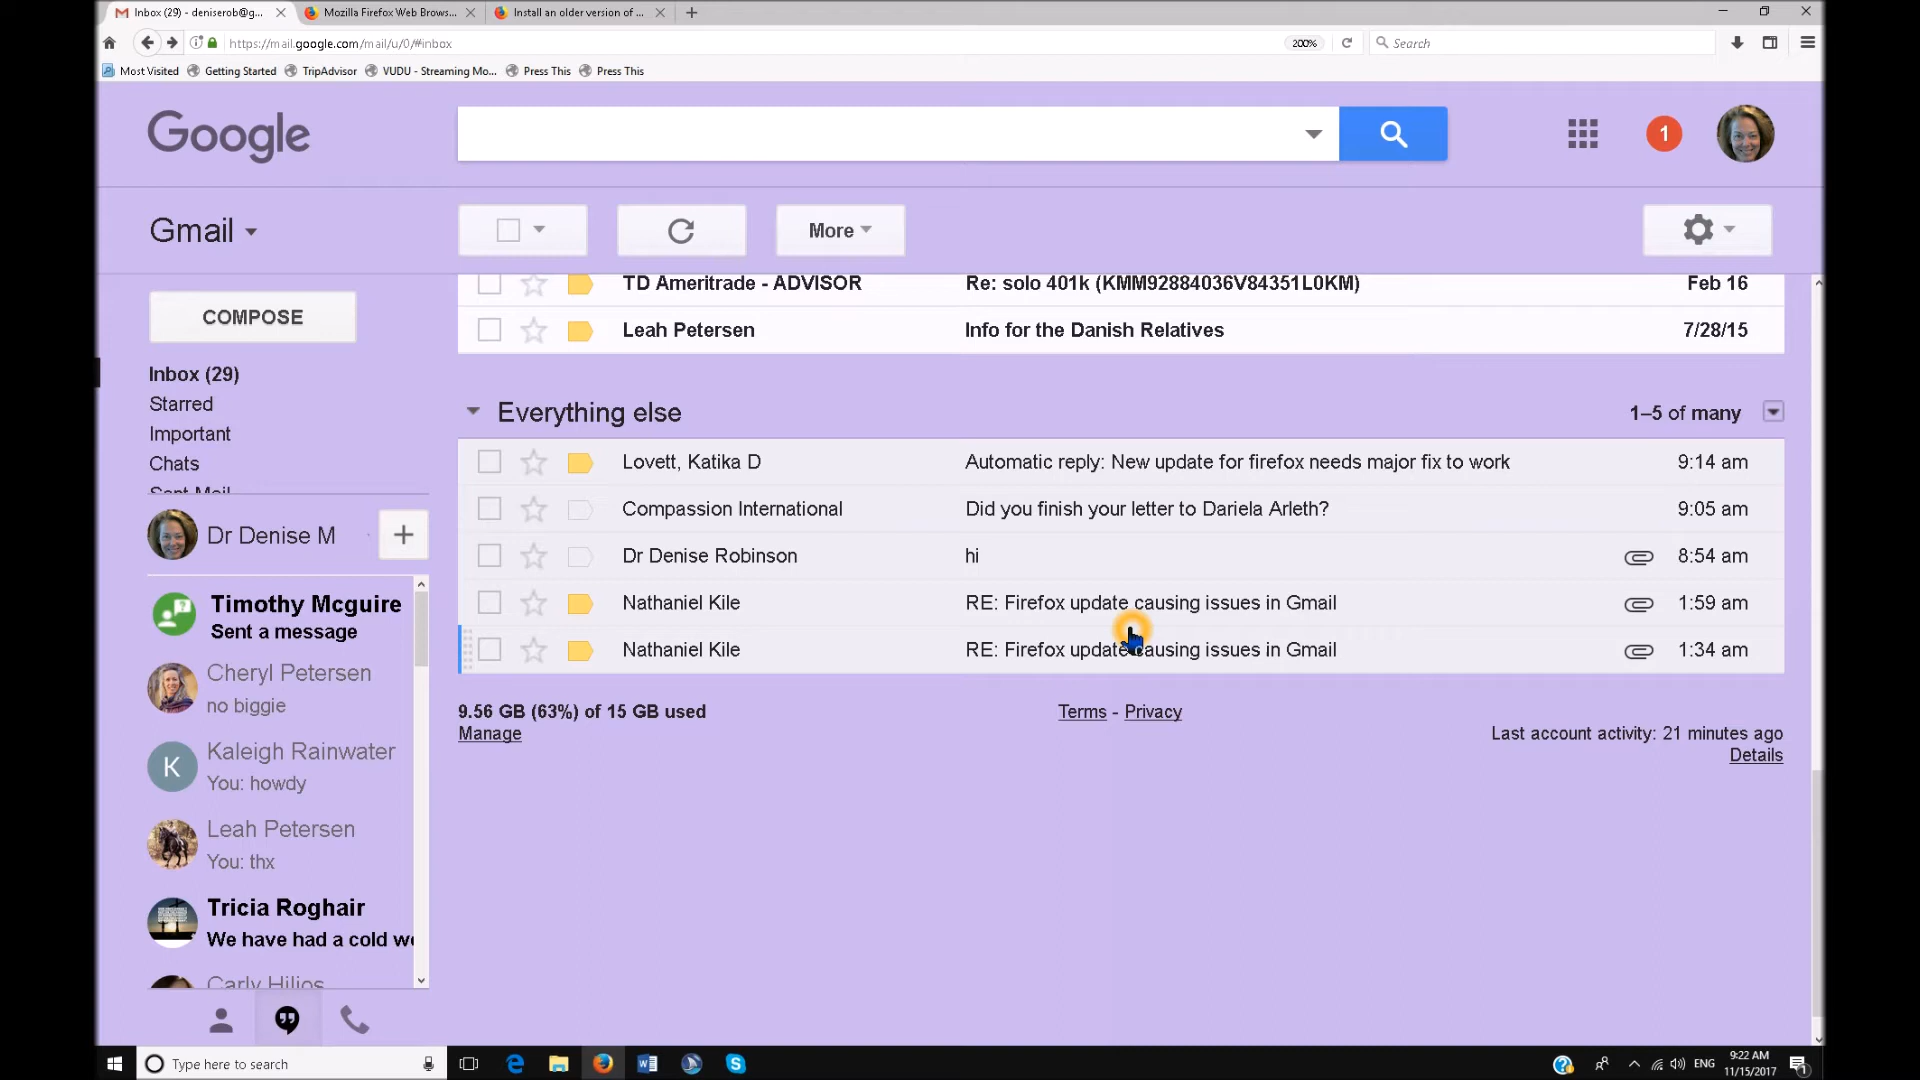 Inbox (29) - deniserob@g...
Mozilla Firefox Web Brows...
Install an older version of ...
https://mail.google.com/mail/u/0/#inbox
200%
Search
Most Visited
Getting Started
TripAdvisor
VUDU - Streaming Mo...
Press This
Press This
Google
1
Gmail
More
TD Ameritrade - ADVISOR
Re: solo 401k (KMM92884036V84351L0KM)
Feb 16
COMPOSE
Leah Petersen
Info for the Danish Relatives
7/28/15
Inbox (29)
Starred
Important
Chats
Sent Mail
Everything else
1–5 of many
Lovett, Katika D
Automatic reply: New update for firefox needs major fix to work
9:14 am
Compassion International
Did you finish your letter to Dariela Arleth?
9:05 am
Dr Denise Robinson
hi
8:54 am
Nathaniel Kile
RE: Firefox update causing issues in Gmail
1:59 am
Nathaniel Kile
RE: Firefox update causing issues in Gmail
1:34 am
Dr Denise M
Timothy Mcguire
Sent a message
Cheryl Petersen
no biggie
K
Kaleigh Rainwater
You: howdy
Leah Petersen
You: thx
Tricia Roghair
We have had a cold we
Carly Hilios
9.56 GB (63%) of 15 GB used
Manage
Terms - Privacy
Last account activity: 21 minutes ago
Details
Type here to search
ENG
9:22 AM
11/15/2017
1